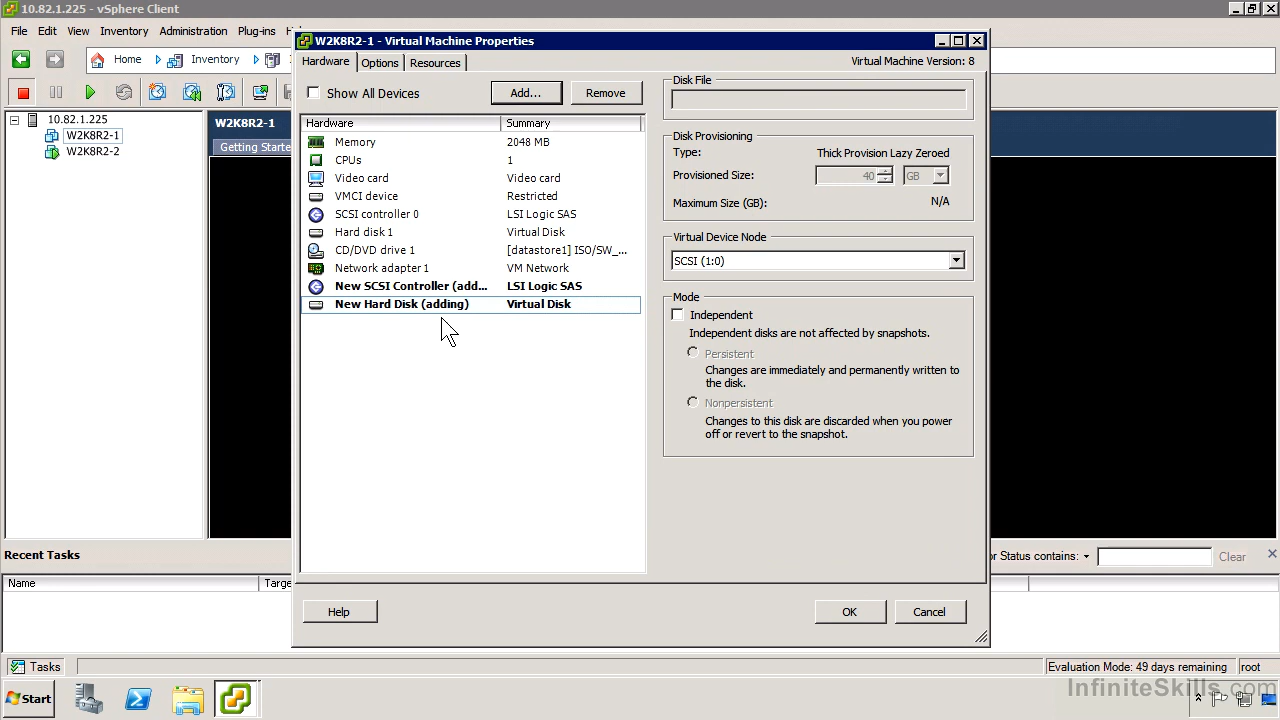 10.82.1.225 - vSphere Client
File Edit View Inventory Administration Plug-ins
Home Inventory
10.82.1.225
W2K8R2-1
W2K8R2-2
W2K8R2-1
Getting Starte
W2K8R2-1 - Virtual Machine Properties
Hardware Options Resources
Virtual Machine Version: 8
Show All Devices
Add...
Remove
Hardware Summary
Memory 2048 MB
CPUs 1
Video card Video card
VMCI device Restricted
SCSI controller 0 LSI Logic SAS
Hard disk 1 Virtual Disk
CD/DVD drive 1 [datastore1] ISO/SW_...
Network adapter 1 VM Network
New SCSI Controller (add... LSI Logic SAS
New Hard Disk (adding) Virtual Disk
Disk File
Disk Provisioning
Type: Thick Provision Lazy Zeroed
Provisioned Size: 40 GB
Maximum Size (GB): N/A
Virtual Device Node
SCSI (1:0)
Mode
Independent
Independent disks are not affected by snapshots.
Persistent
Changes are immediately and permanently written to
the disk.
Nonpersistent
Changes to this disk are discarded when you power
off or revert to the snapshot.
Help
OK
Cancel
Recent Tasks
or Status contains:
Clear
Name Targe
Tasks
Evaluation Mode: 49 days remaining
root
Start
InfiniteSkills.com